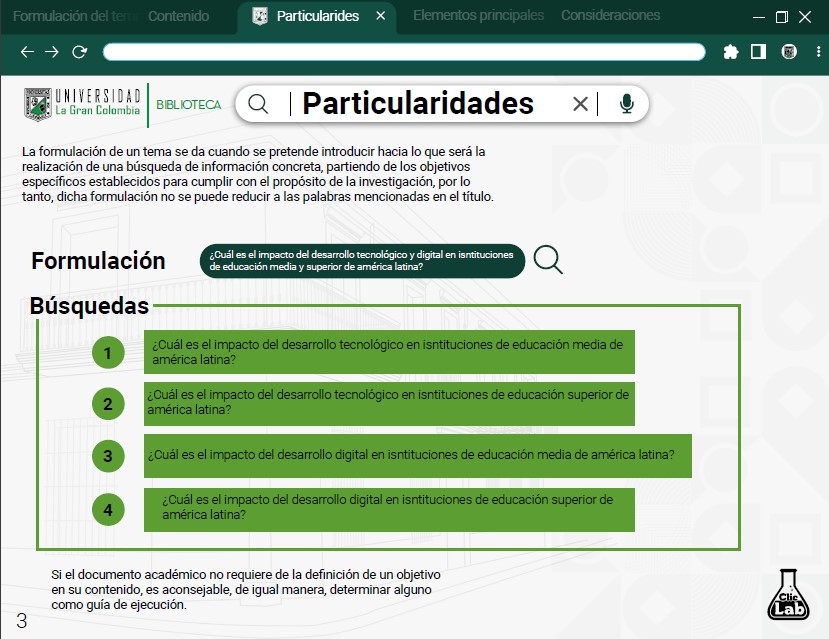 Formulación del tem
Contenido
Particularides
Elementos principales
Consideraciones
UNIVERSIDAD
La Gran Colombia
BIBLIOTECA
Particularidades
La formulación de un tema se da cuando se pretende introducir hacia lo que será la
realización de una búsqueda de información concreta, partiendo de los objetivos
específicos establecidos para cumplir con el propósito de la investigación, por lo
tanto, dicha formulación no se puede reducir a las palabras mencionadas en el título.
Formulación
¿Cuál es el impacto del desarrollo tecnológico y digital en isntituciones
de educación media y superior de américa latina?
Búsquedas
1
¿Cuál es el impacto del desarrollo tecnológico en isntituciones de educación media de
américa latina?
2
¿Cuál es el impacto del desarrollo tecnológico en isntituciones de educación superior de
américa latina?
3
¿Cuál es el impacto del desarrollo digital en isntituciones de educación media de américa latina?
4
¿Cuál es el impacto del desarrollo digital en isntituciones de educación superior de
américa latina?
Si el documento académico no requiere de la definición de un objetivo
en su contenido, es aconsejable, de igual manera, determinar alguno
como guía de ejecución.
3
Clic
Lab